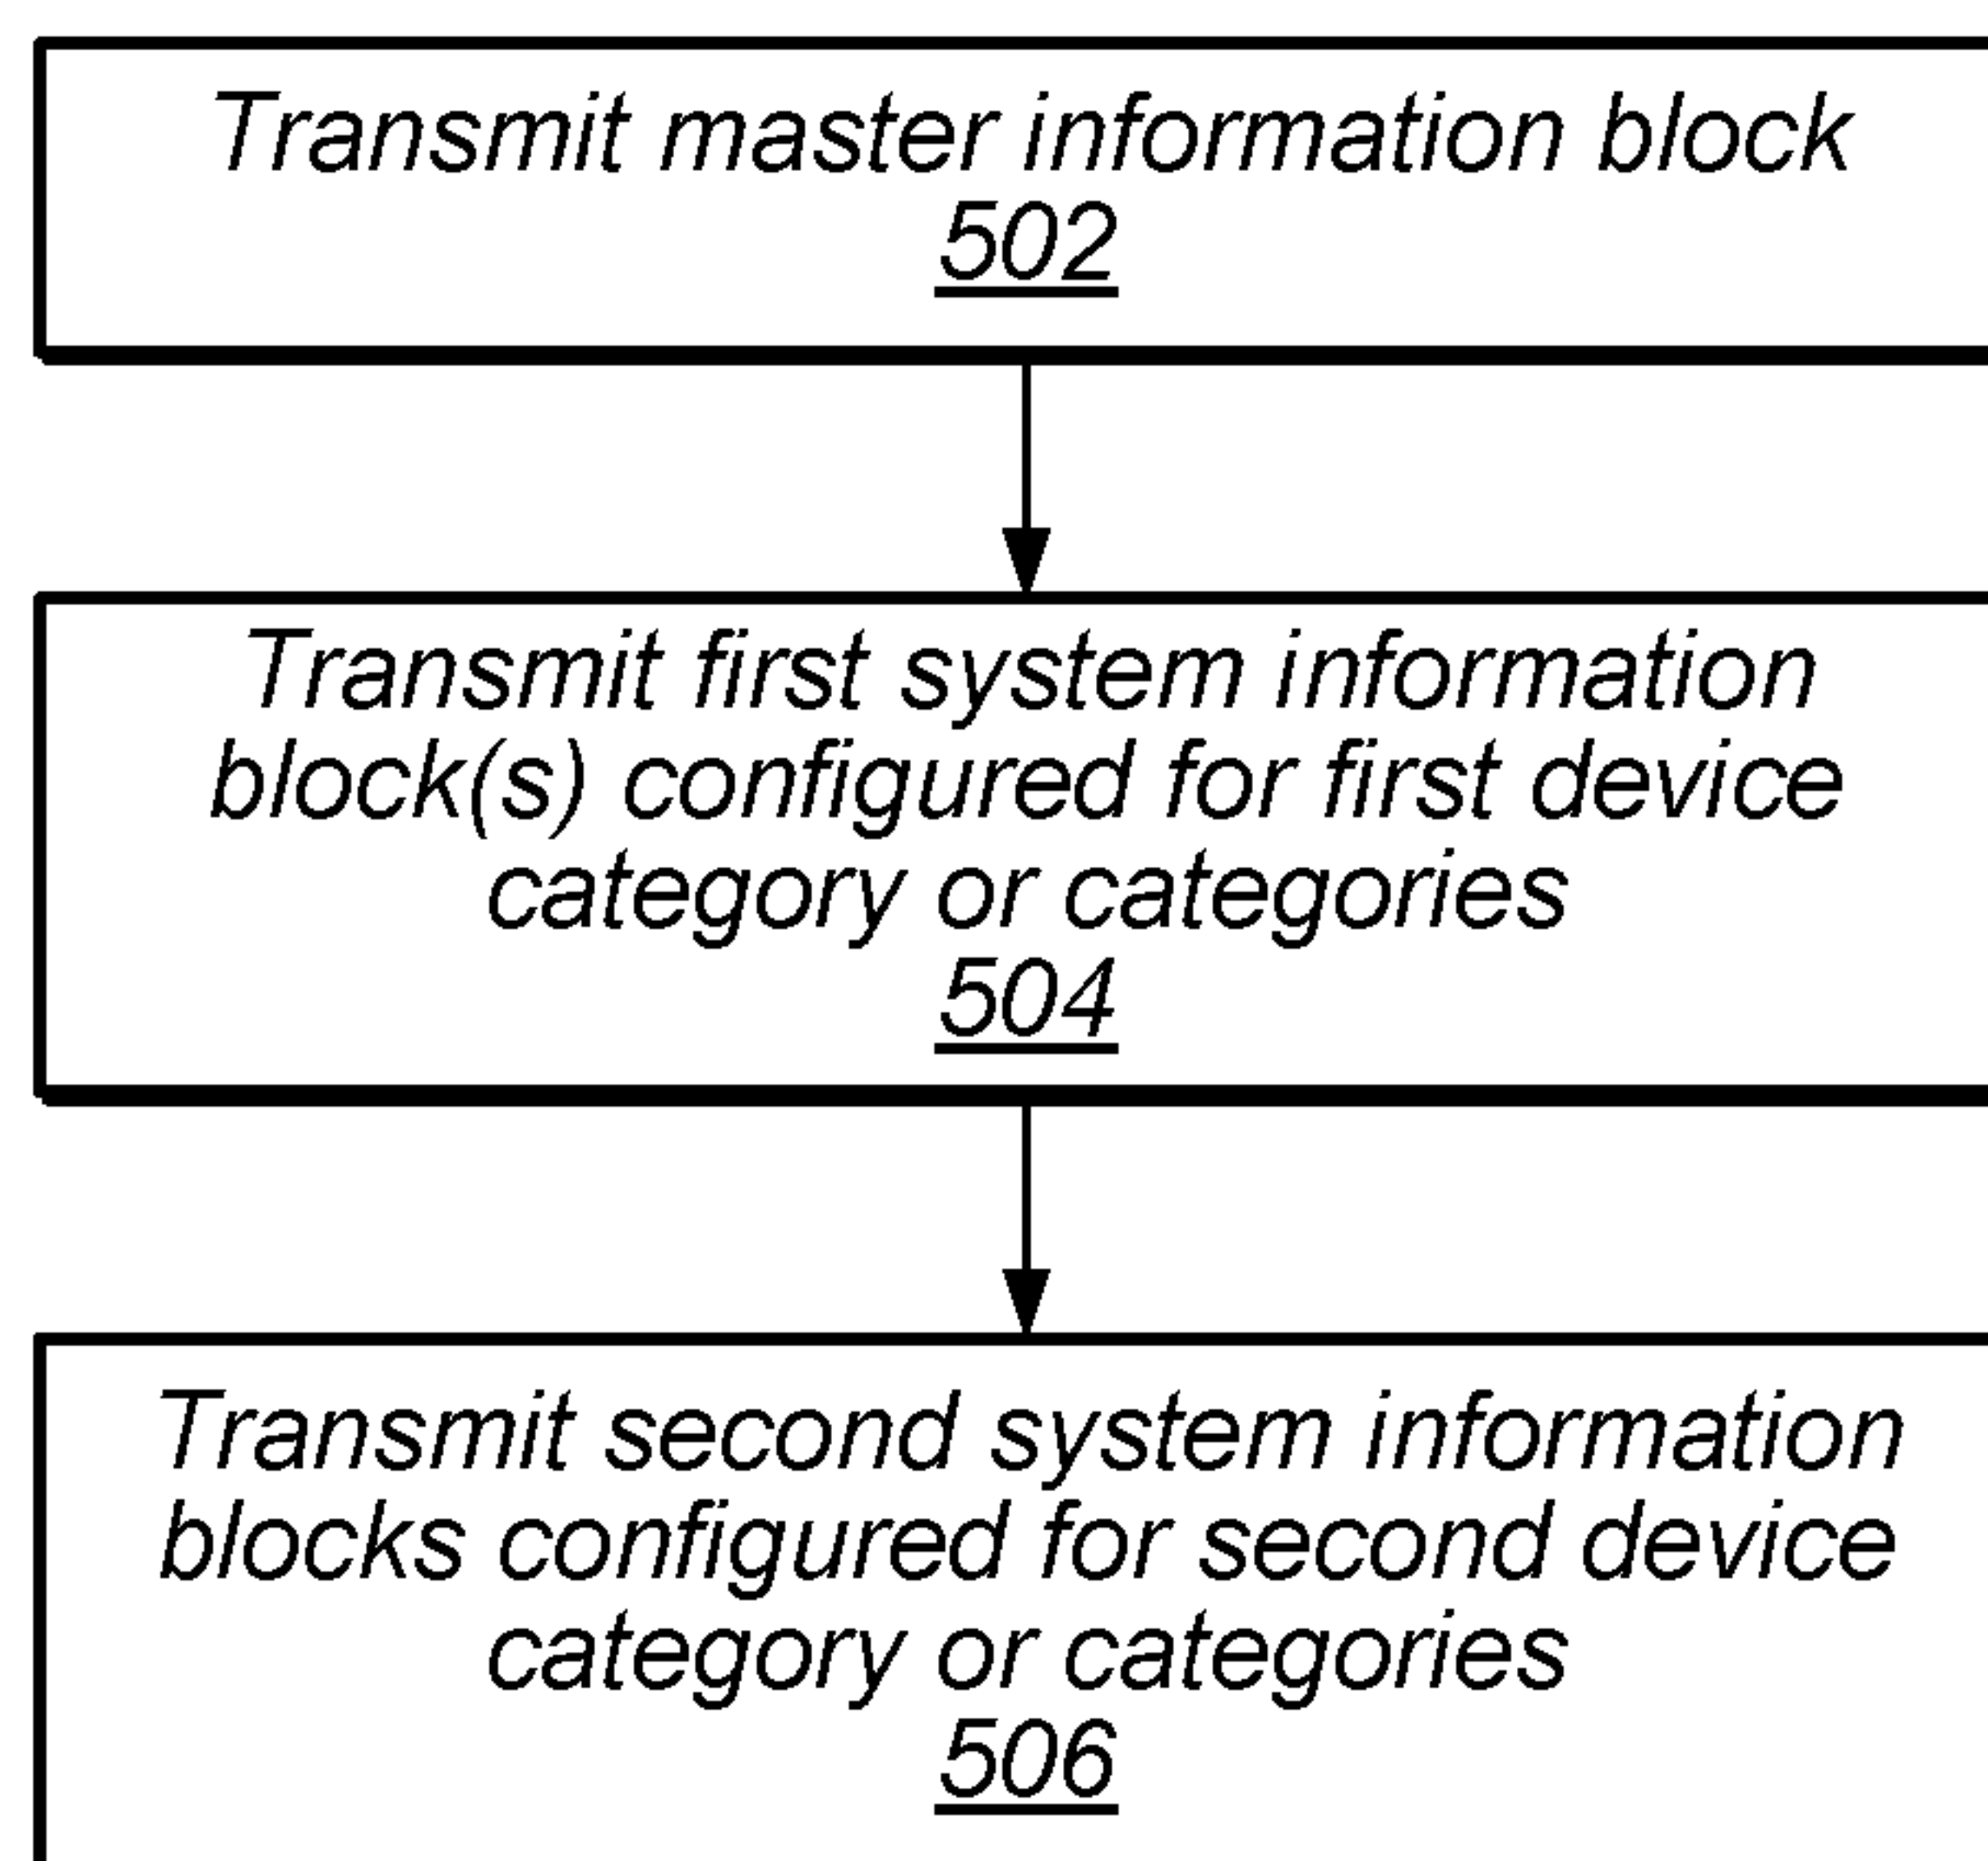 Transmit master information block
502
Transmit first system information
block(s) configured for first device
category or categories
504
Transmit second system information
blocks configured for second device
category or categories
506